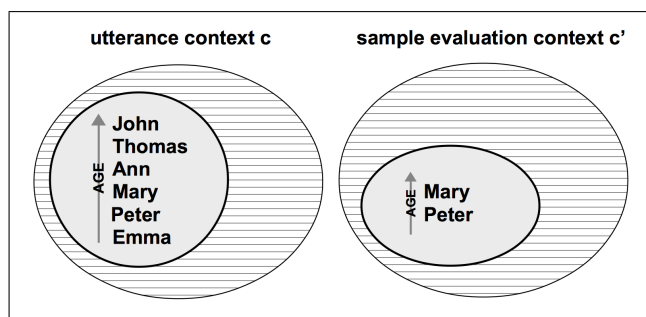 utterance context c
AGE
John
Thomas
Ann
Mary
Peter
Emma
sample evaluation context c’
AGE
Mary
Peter